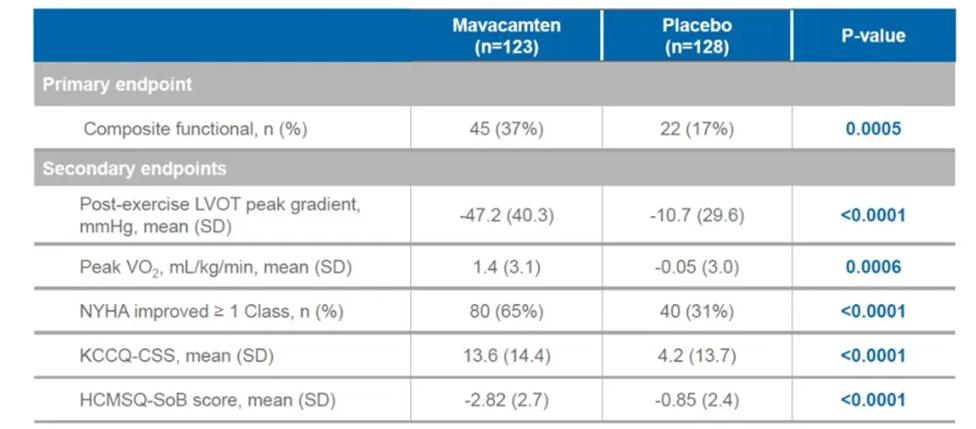 Mavacamten (n=123) Placebo (n=128) P-value
Primary endpoint
Composite functional, n (%) 45 (37%) 22 (17%) 0.0005
Secondary endpoints
Post-exercise LVOT peak gradient, mmHg, mean (SD) -47.2 (40.3) -10.7 (29.6) <0.0001
Peak VO₂, mL/kg/min, mean (SD) 1.4 (3.1) -0.05 (3.0) 0.0006
NYHA improved ≥ 1 Class, n (%) 80 (65%) 40 (31%) <0.0001
KCCQ-CSS, mean (SD) 13.6 (14.4) 4.2 (13.7) <0.0001
HCMSQ-SoB score, mean (SD) -2.82 (2.7) -0.85 (2.4) <0.0001